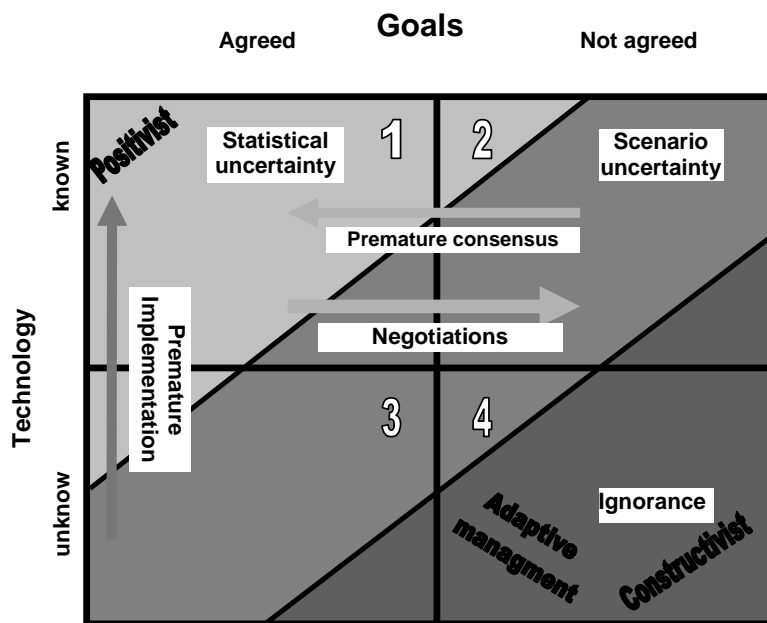 Goals
Agreed
Not agreed
Technology
known
unknow
Positivist
Statistical
uncertainty
1
2
Scenario
uncertainty
Premature consensus
Negotiations
Premature
Implementation
3
4
Ignorance
Adaptive
managment
Constructivist